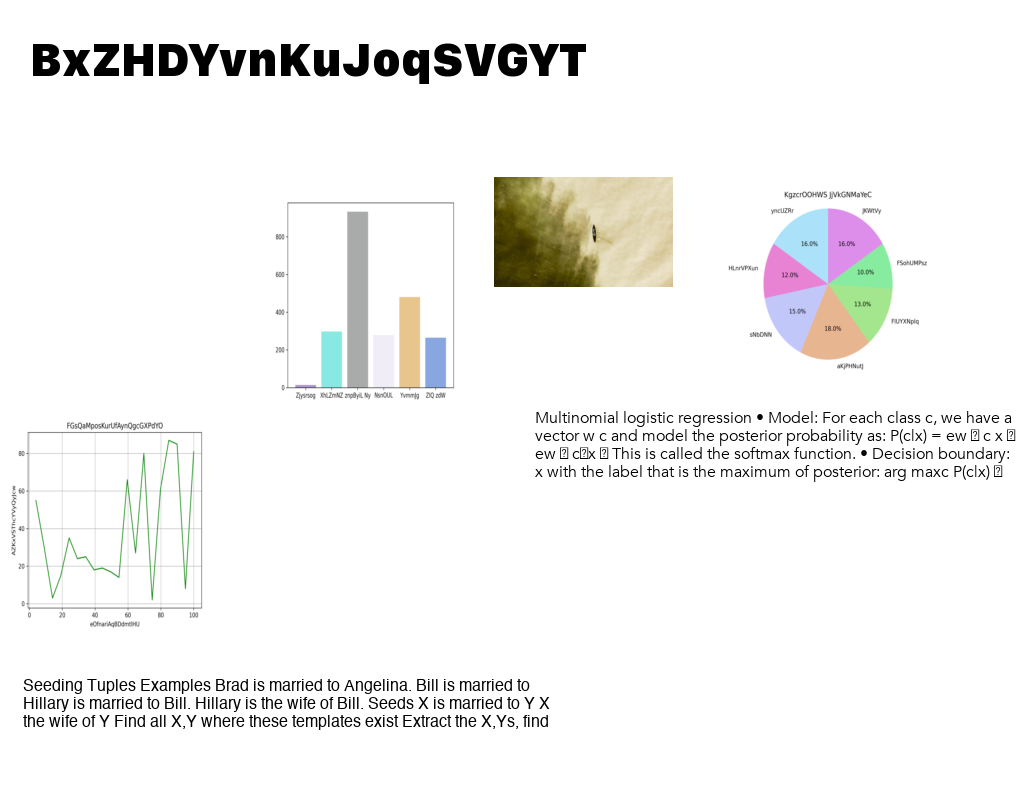 BxZHDYvnKuJoqSVGYT
800
600
400
200
0
Zjysrsog XhLZmNZ znpByiL Ny NsnOUL YvmmJg ZlQ zdW
KgzcrOOHWS JjVkGNMaYeC
yncUZRr
JKWtVy
16.0%
16.0%
HLnrVPXun
FSohUMPsz
12.0%
10.0%
15.0%
13.0%
sNbDNN
FlUYXNplq
18.0%
aKjPHNutJ
Multinomial logistic regression • Model: For each class c, we have a
vector w c and model the posterior probability as: P(c|x) = ew c x
ew c x This is called the softmax function. • Decision boundary:
x with the label that is the maximum of posterior: arg maxc P(c|x)
FGsQaMposKurUfAynQgcGXPdYO
80
60
40
20
0
0 20 40 60 80 100
eOfnariAqBDdmtIHU
Seeding Tuples Examples Brad is married to Angelina. Bill is married to
Hillary is married to Bill. Hillary is the wife of Bill. Seeds X is married to Y X
the wife of Y Find all X,Y where these templates exist Extract the X,Ys, find